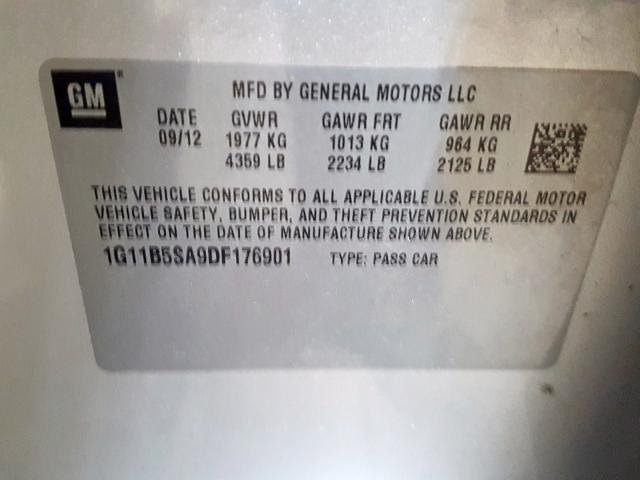 GM®
MFD BY GENERAL MOTORS LLC
DATE GVWR GAWR FRT GAWR RR
09/12 1977 KG 1013 KG 964 KG
4359 LB 2234 LB 2125 LB
THIS VEHICLE CONFORMS TO ALL APPLICABLE U.S. FEDERAL MOTOR
VEHICLE SAFETY, BUMPER, AND THEFT PREVENTION STANDARDS IN
EFFECT ON THE DATE OF MANUFACTURE SHOWN ABOVE.
1G11B5SA9DF176901 TYPE: PASS CAR